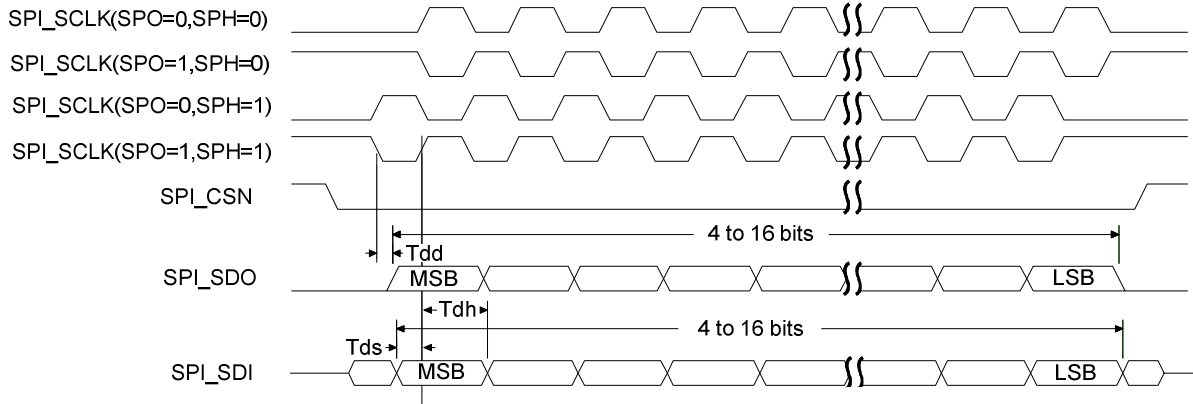 SPI_SCLK(SPO=0,SPH=0)
SPI_SCLK(SPO=1,SPH=0)
SPI_SCLK(SPO=0,SPH=1)
SPI_SCLK(SPO=1,SPH=1)
SPI_CSN
4 to 16 bits
Tdd
SPI_SDO
MSB
LSB
Tdh
4 to 16 bits
Tds
SPI_SDI
MSB
LSB